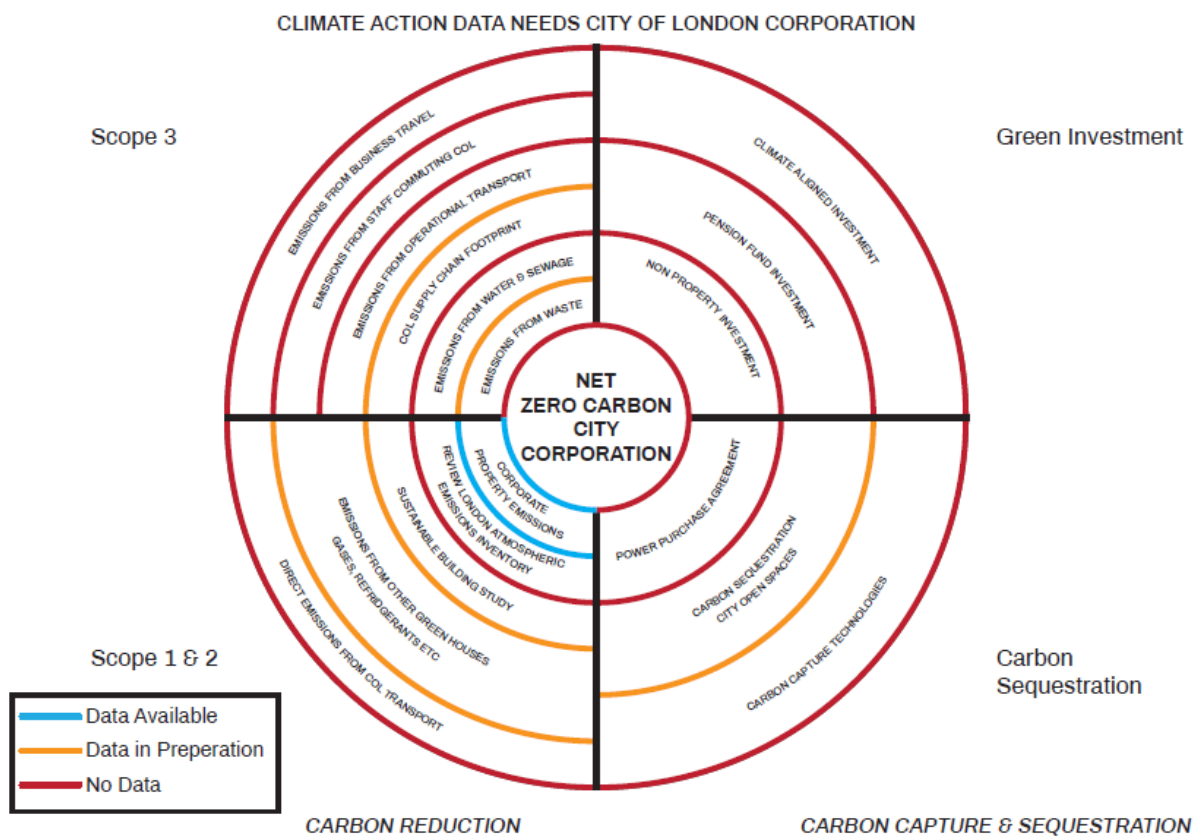 CLIMATE ACTION DATA NEEDS CITY OF LONDON CORPORATION
Scope 3
Green Investment
EMISSIONS FROM BUSINESS TRAVEL
EMISSIONS FROM STAFF COMMUTING COL
EMISSIONS FROM OPERATIONAL TRANSPORT
COL SUPPLY CHAIN FOOTPRINT
EMISSIONS FROM WATER & SEWAGE
EMISSIONS FROM WASTE
CLIMATE ALIGNED INVESTMENT
PENSION FUND INVESTMENT
NON PROPERTY INVESTMENT
NET
ZERO CARBON
CITY
CORPORATION
CORPORATE
PROPERTY EMISSIONS
REVIEW LONDON ATMOSPHERIC
EMISSIONS INVENTORY
SUSTAINABLE BUILDING STUDY
EMISSIONS FROM OTHER GREEN HOUSES
GASES, REFRIDGERANTS ETC
DIRECT EMISSIONS FROM COL TRANSPORT
POWER PURCHASE AGREEMENT
CARBON SEQUESTRATION
CITY OPEN SPACES
CARBON CAPTURE TECHNOLOGIES
Scope 1 & 2
Carbon
Sequestration
Data Available
Data in Preperation
No Data
CARBON REDUCTION
CARBON CAPTURE & SEQUESTRATION